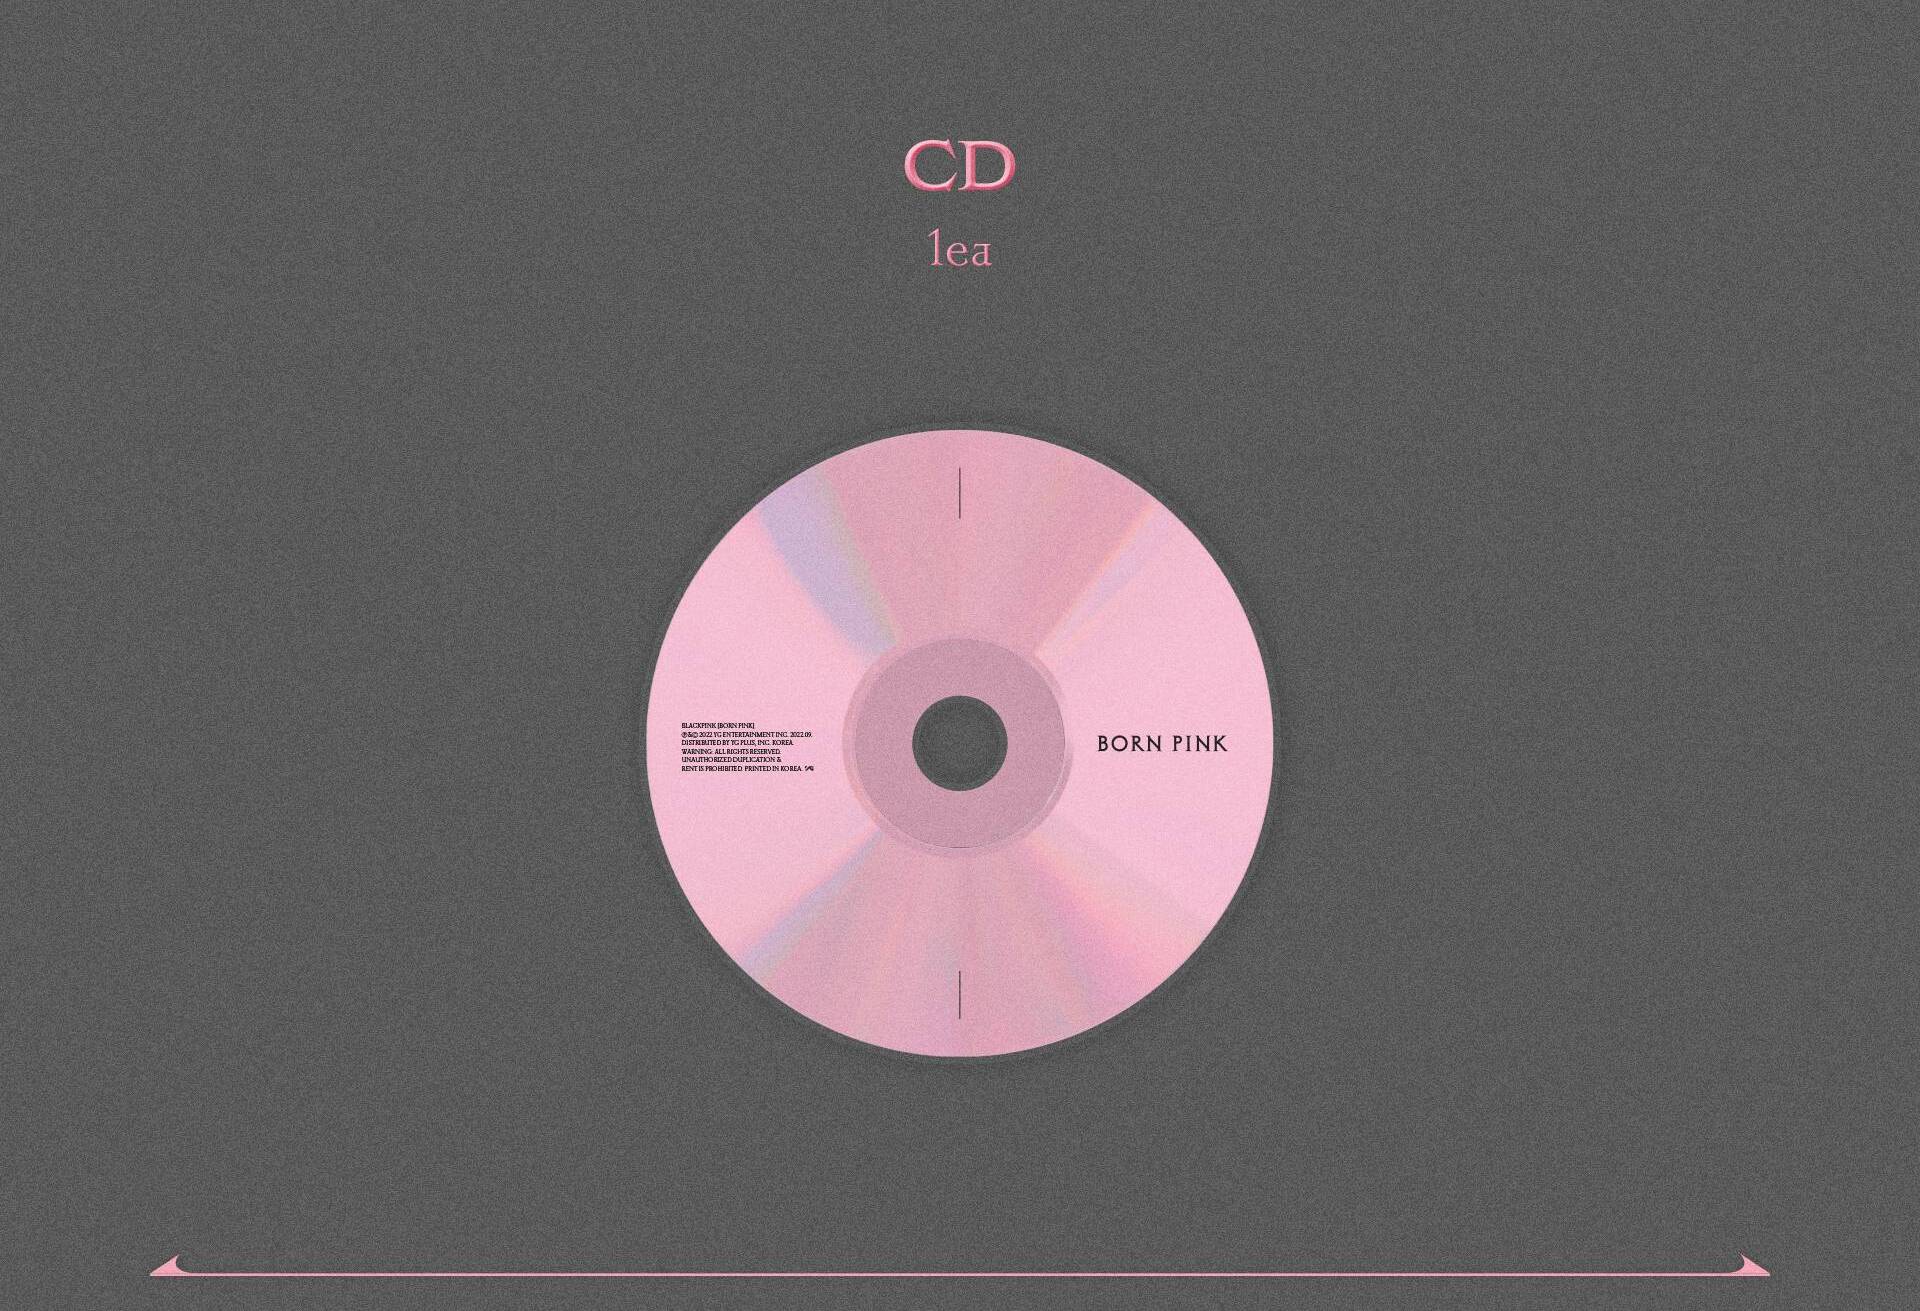 CD
1ea
BLACKPINK [BORN PINK]
℗&© 2022 YG ENTERTAINMENT INC. 2022.09.
DISTRIBUTED BY YG PLUS, INC. KOREA.
WARNING: ALL RIGHTS RESERVED.
UNAUTHORIZED DUPLICATION &
RENT IS PROHIBITED. PRINTED IN KOREA. YG
BORN PINK